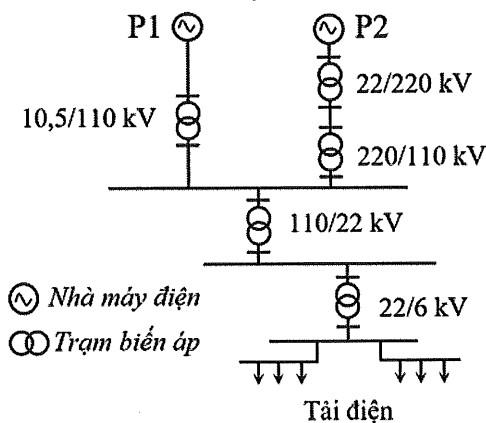 P1
P2
22/220 kV
10,5/110 kV
220/110 kV
110/22 kV
Nhà máy điện
22/6 kV
Trạm biến áp
Tải điện